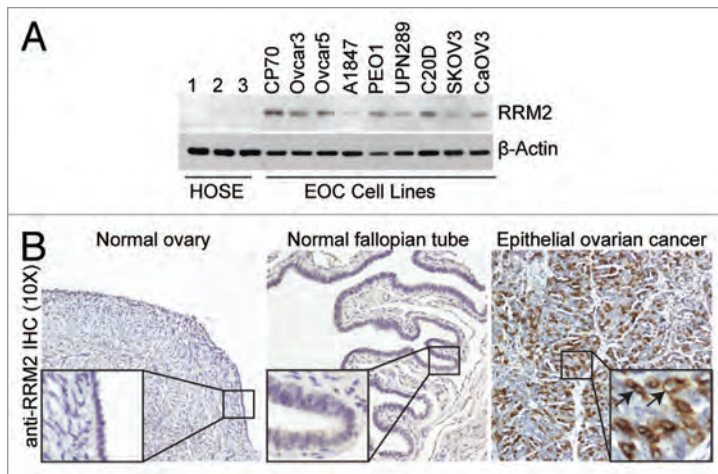 A
1 2 3 CP70 Ovcar3 Ovcar5 A1847 PEO1 UPN289 C20D SKOV3 CaOV3
RRM2
β-Actin
HOSE EOC Cell Lines
B
Normal ovary Normal fallopian tube Epithelial ovarian cancer
anti-RRM2 IHC (10X)